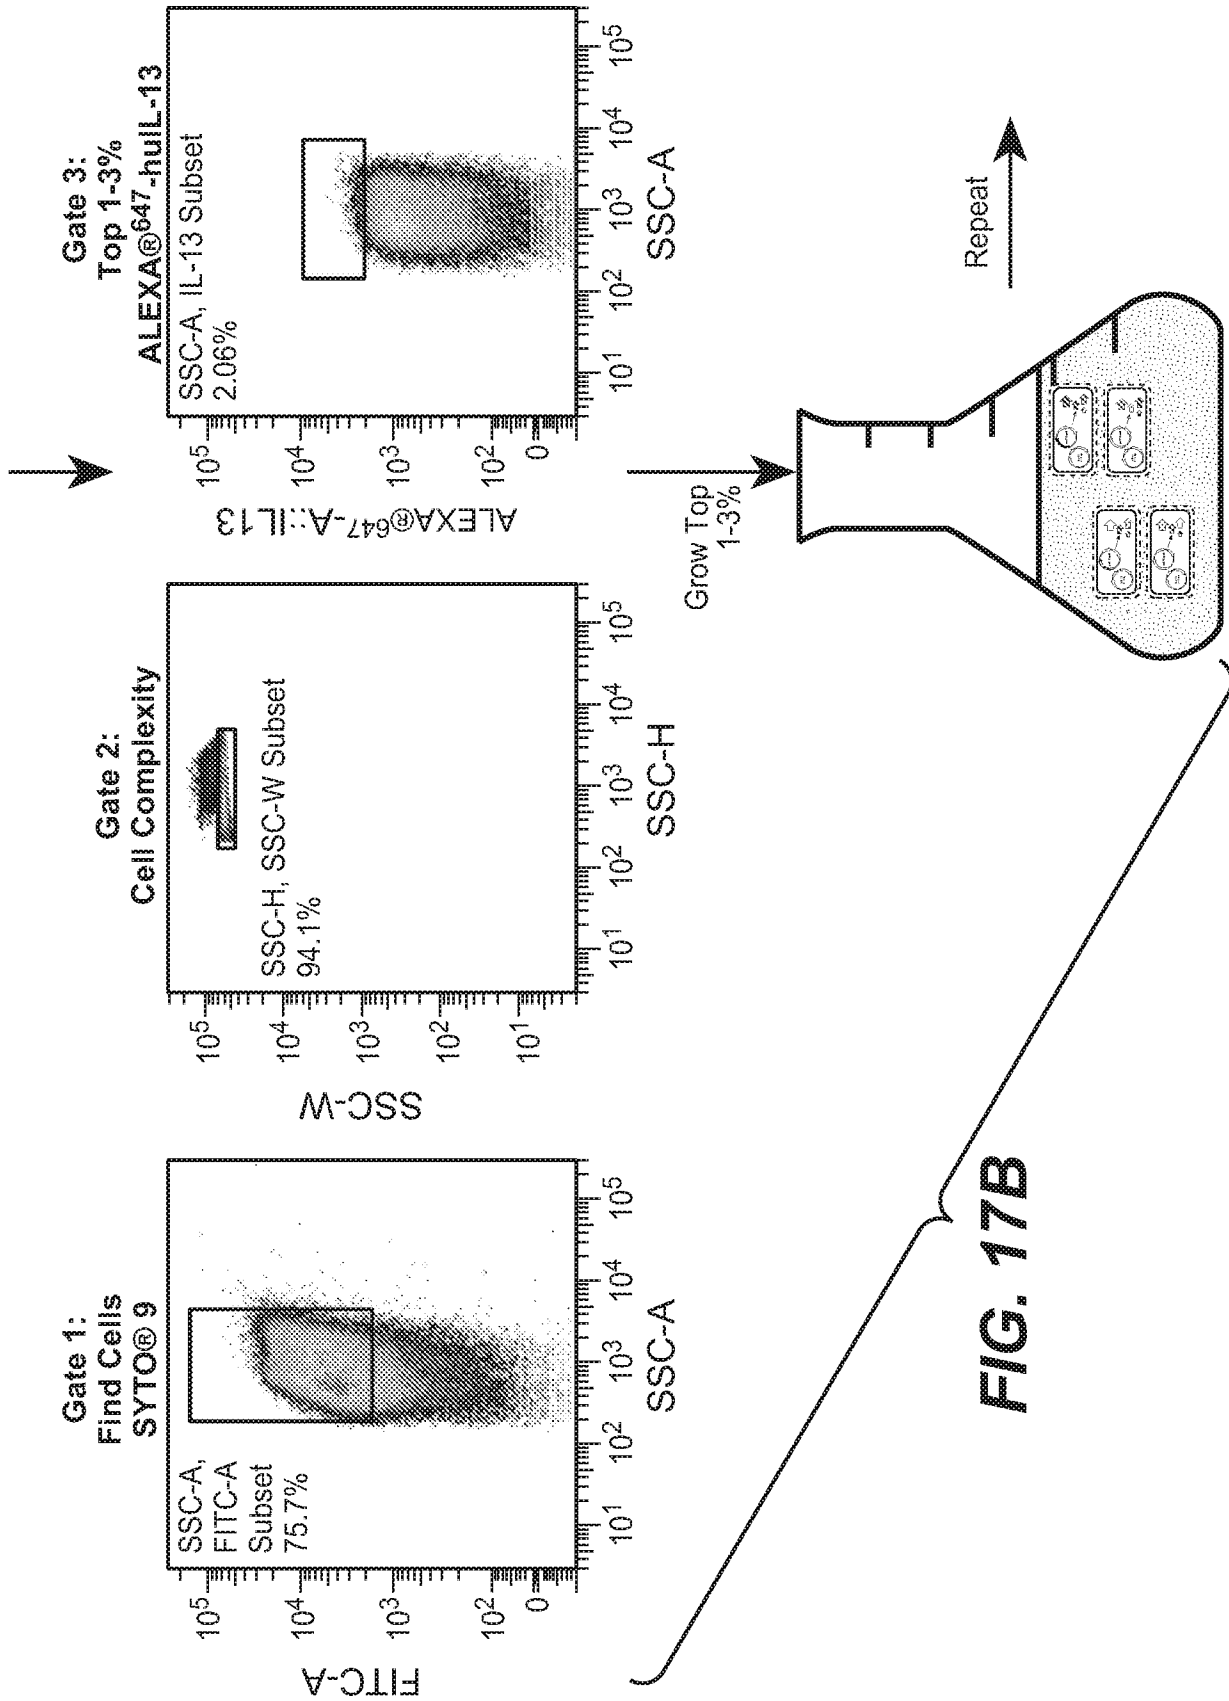 Gate 1:
Find Cells
SYTO® 9
SSC-A,
FITC-A
Subset
75.7%
FITC-A
10⁵
10⁴
10³
10²
0
10¹
10²
10³
10⁴
10⁵
SSC-A
Gate 2:
Cell Complexity
SSC-H, SSC-W Subset
94.1%
SSC-W
10⁵
10⁴
10³
10²
10¹
10¹
10²
10³
10⁴
10⁵
SSC-H
Gate 3:
Top 1-3%
ALEXA®⁶⁴⁷-huIL-13
SSC-A, IL-13 Subset
2.06%
ALEXA®⁶⁴⁷-A::IL13
10⁵
10⁴
10³
10²
0
10¹
10²
10³
10⁴
10⁵
SSC-A
Grow Top
1-3%
Repeat
FIG. 17B